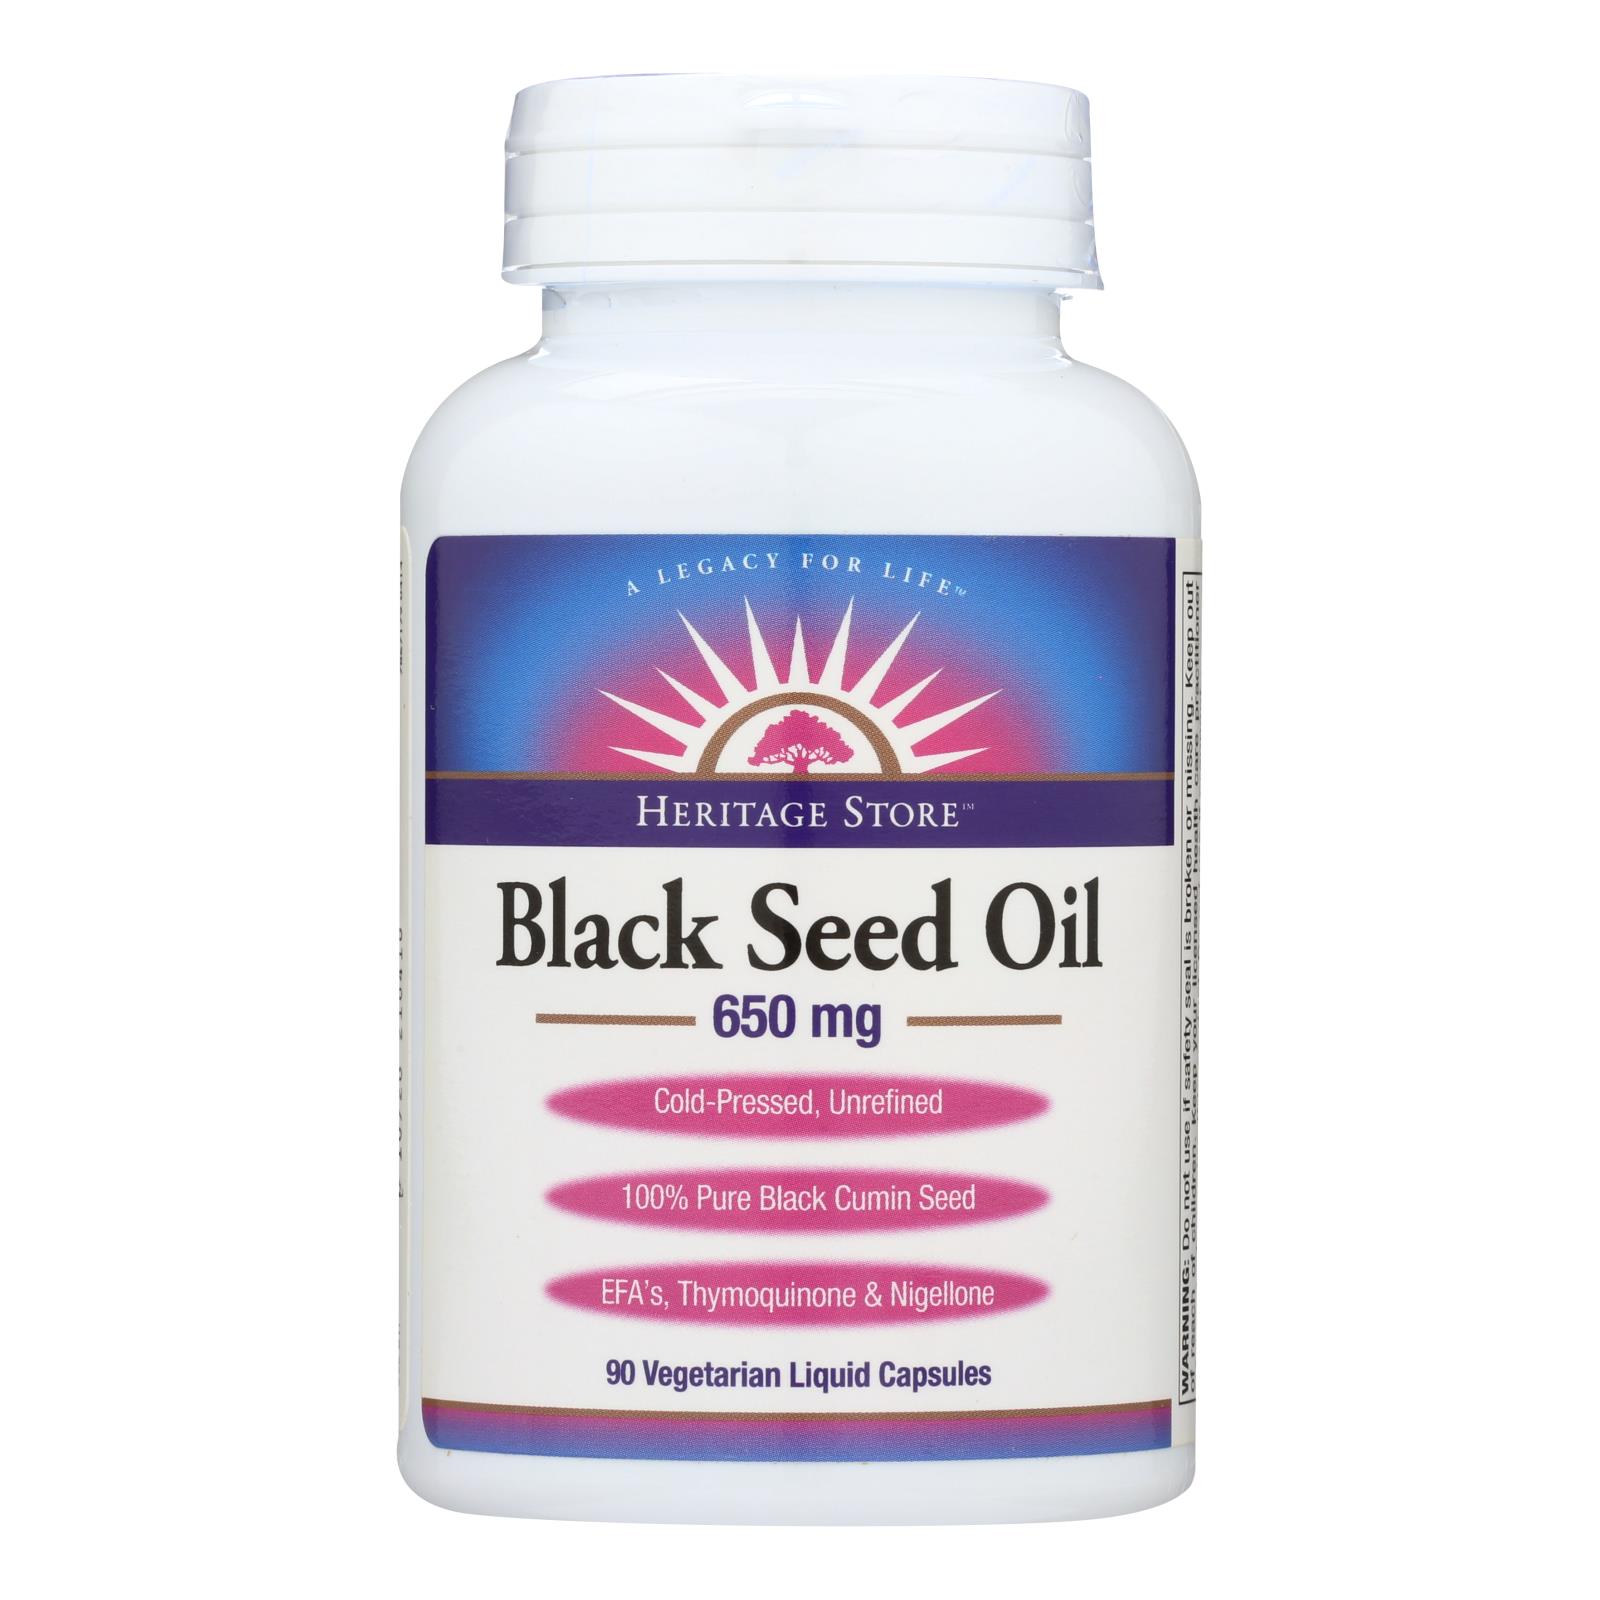 A LEGACY FOR LIFE™
HERITAGE STORE™
Black Seed Oil
650 mg
Cold-Pressed, Unrefined
100% Pure Black Cumin Seed
EFA's, Thymoquinone & Nigellone
90 Vegetarian Liquid Capsules
WARNING: Do not use if safety seal is broken or missing. Keep out
of reach of children. Keep your licensed health care practitioner